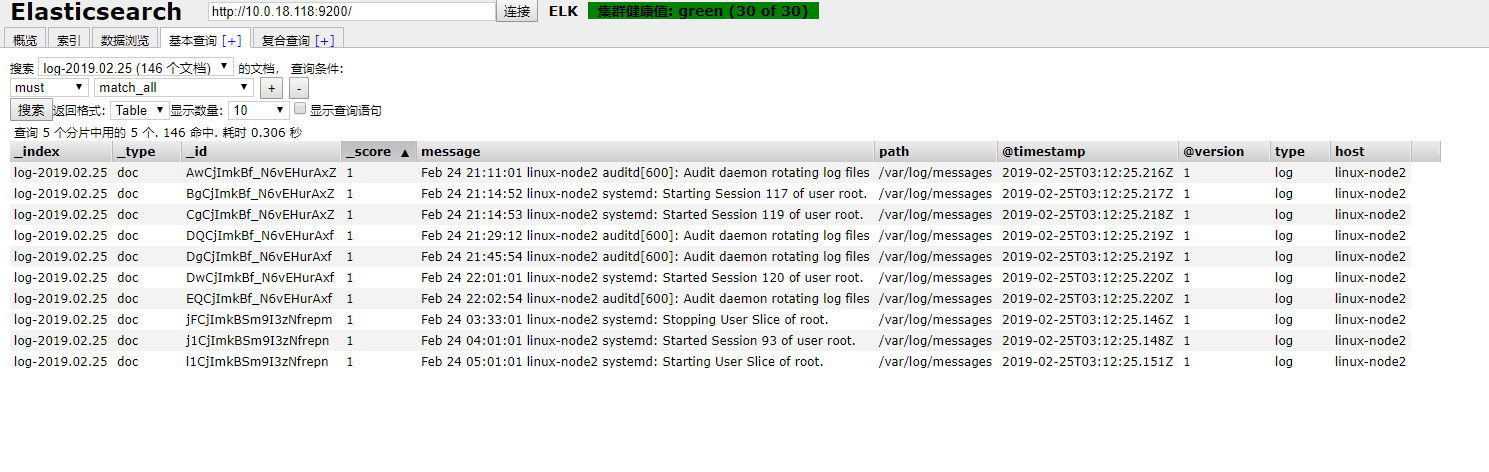 Elasticsearch http://10.0.18.118:9200/ 连接 ELK 集群健康值: green (30 of 30)
概览 索引 数据浏览 基本查询 [+] 复合查询 [+]
搜索 log-2019.02.25 (146 个文档) ▼ 的文档, 查询条件:
must ▼ match_all ▼ + -
搜索 返回格式: Table ▼ 显示数量: 10 ▼ 显示查询语句
查询 5 个分片中用的 5 个. 146 命中. 耗时 0.306 秒
_index _type _id _score ▲ message path @timestamp @version type host
log-2019.02.25 doc AwCjImkBf_N6vEHurAxZ 1 Feb 24 21:11:01 linux-node2 auditd[600]: Audit daemon rotating log files /var/log/messages 2019-02-25T03:12:25.216Z 1 log linux-node2
log-2019.02.25 doc BgCjImkBf_N6vEHurAxZ 1 Feb 24 21:14:52 linux-node2 systemd: Starting Session 117 of user root. /var/log/messages 2019-02-25T03:12:25.217Z 1 log linux-node2
log-2019.02.25 doc CgCjImkBf_N6vEHurAxZ 1 Feb 24 21:14:53 linux-node2 systemd: Started Session 119 of user root. /var/log/messages 2019-02-25T03:12:25.218Z 1 log linux-node2
log-2019.02.25 doc DQCjImkBf_N6vEHurAxf 1 Feb 24 21:29:12 linux-node2 auditd[600]: Audit daemon rotating log files /var/log/messages 2019-02-25T03:12:25.219Z 1 log linux-node2
log-2019.02.25 doc DgCjImkBf_N6vEHurAxf 1 Feb 24 21:45:54 linux-node2 auditd[600]: Audit daemon rotating log files /var/log/messages 2019-02-25T03:12:25.219Z 1 log linux-node2
log-2019.02.25 doc DwCjImkBf_N6vEHurAxf 1 Feb 24 22:01:01 linux-node2 systemd: Started Session 120 of user root. /var/log/messages 2019-02-25T03:12:25.220Z 1 log linux-node2
log-2019.02.25 doc EQCjImkBf_N6vEHurAxf 1 Feb 24 22:02:54 linux-node2 auditd[600]: Audit daemon rotating log files /var/log/messages 2019-02-25T03:12:25.220Z 1 log linux-node2
log-2019.02.25 doc jFCjImkBSm9I3zNfrepm 1 Feb 24 03:33:01 linux-node2 systemd: Stopping User Slice of root. /var/log/messages 2019-02-25T03:12:25.146Z 1 log linux-node2
log-2019.02.25 doc j1CjImkBSm9I3zNfrepn 1 Feb 24 04:01:01 linux-node2 systemd: Started Session 93 of user root. /var/log/messages 2019-02-25T03:12:25.148Z 1 log linux-node2
log-2019.02.25 doc l1CjImkBSm9I3zNfrepn 1 Feb 24 05:01:01 linux-node2 systemd: Starting User Slice of root. /var/log/messages 2019-02-25T03:12:25.151Z 1 log linux-node2